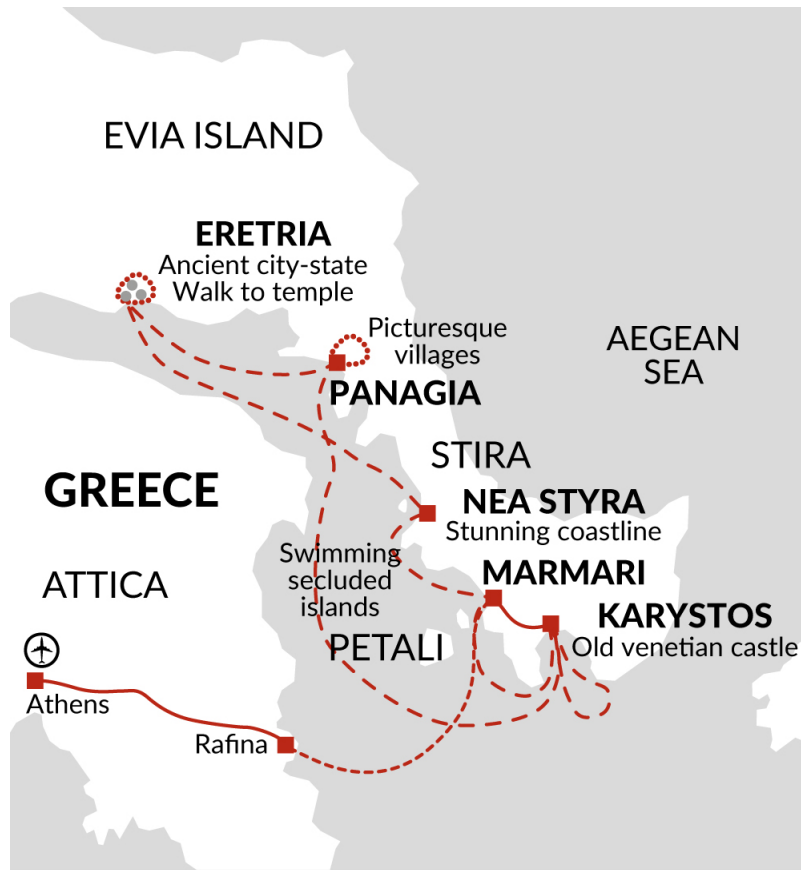 EVIA ISLAND
ERETRIA
Ancient city-state
Walk to temple
Picturesque
villages
PANAGIA
AEGEAN
SEA
STIRA
GREECE
NEA STYRA
Stunning coastline
Swimming
secluded
islands
MARMARI
ATTICA
KARYSTOS
Old venetian castle
PETALI
Athens
Rafina